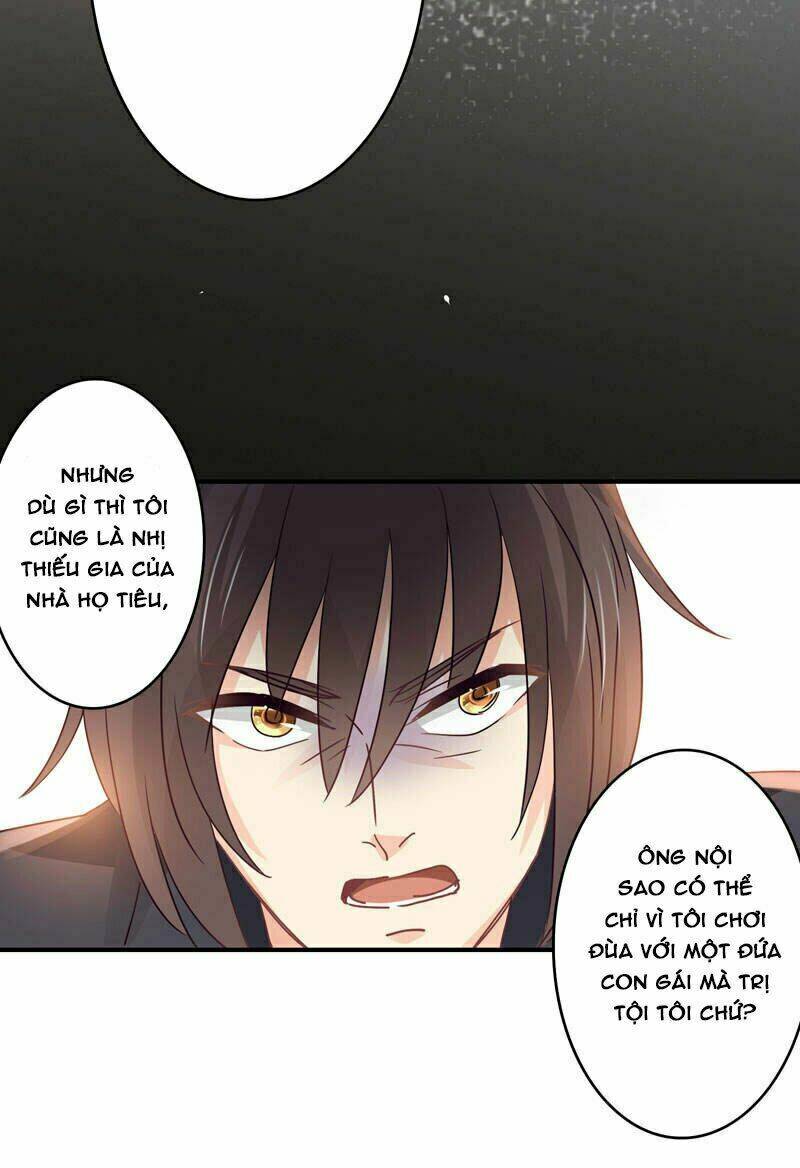 NHƯNG
DÙ GÌ THÌ TÔI
CŨNG LÀ NHỊ
THIẾU GIA CỦA
NHÀ HỌ TIÊU,
ÔNG NỘI
SAO CÓ THỂ
CHỈ VÌ TÔI CHƠI
ĐÙA VỚI MỘT ĐỨA
CON GÁI MÀ TRỊ
TỘI TÔI CHỨ?